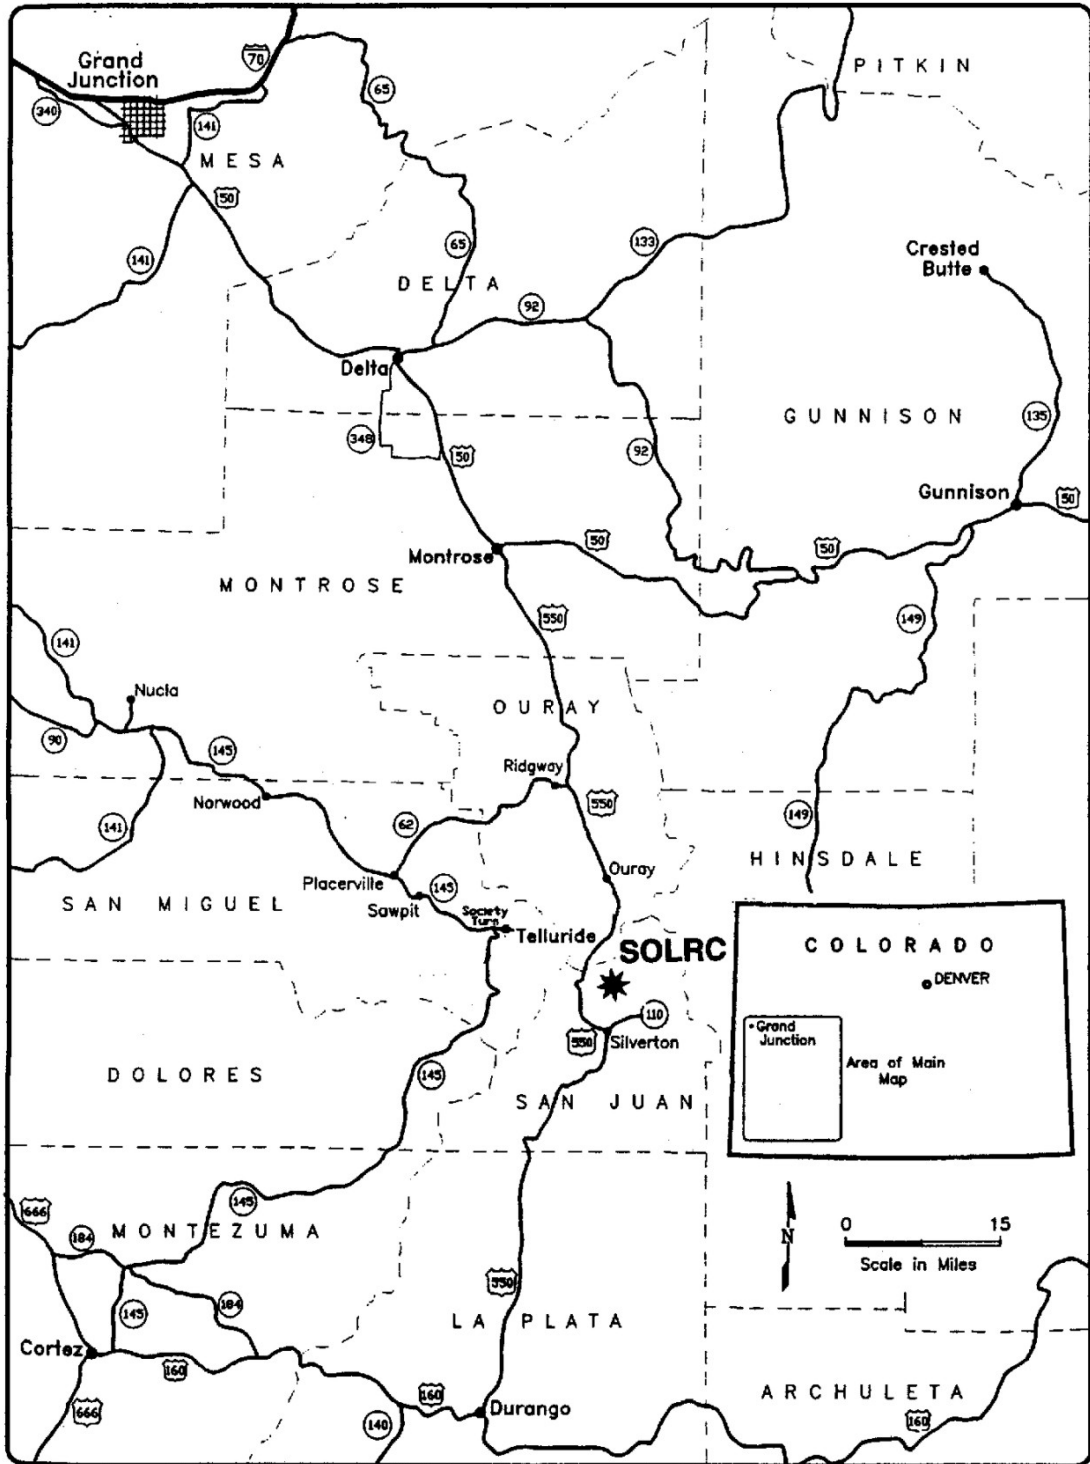 Grand
Junction
70
65
340
141
MESA
50
PITKIN
141
65
133
DELTA
Crested
Butte
92
Delta
GUNNISON
135
348
50
92
Gunnison
50
Montrose
50
50
MONTROSE
550
149
141
Nucla
OURAY
90
145
Ridgway
Norwood
550
141
62
149
HINSDALE
Ouray
Placerville
145
Sawpit
SAN MIGUEL
Society
Turn
Telluride
SOLRC
COLORADO
DENVER
110
Grand
Junction
550
Silverton
Area of Main
Map
DOLORES
145
SAN JUAN
666
145
184
MONTEZUMA
N
0 15
Scale in Miles
550
184
145
LA PLATA
Cortez
160
ARCHULETA
160
Durango
666
140
160